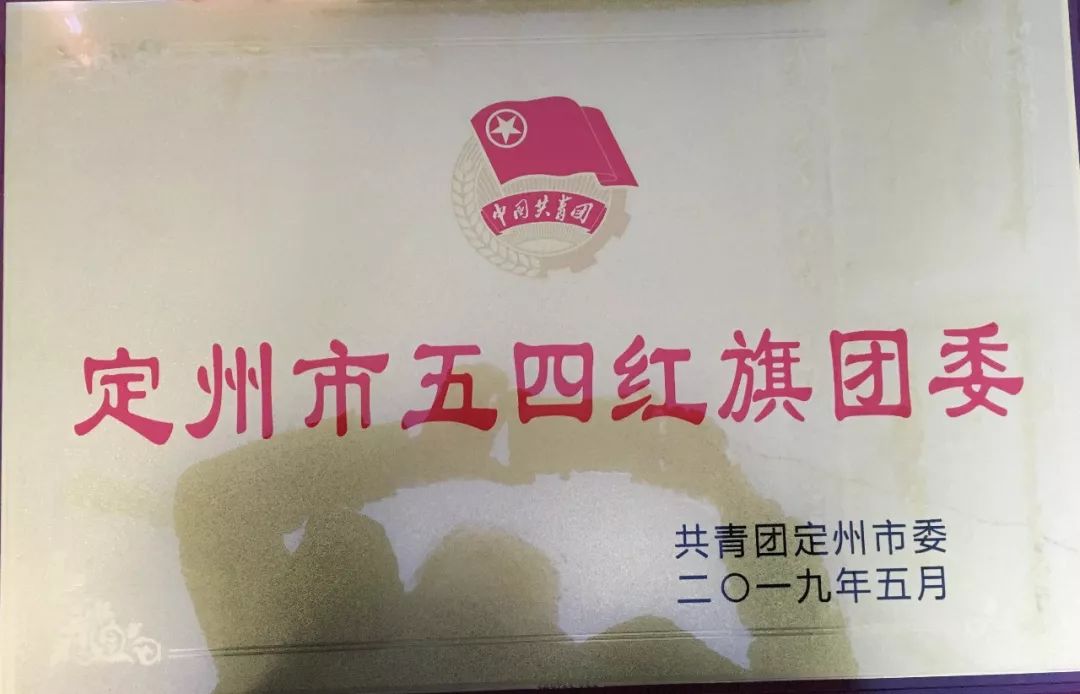 中国共青团
定州市五四红旗团委
共青团定州市委
二〇一九年五月